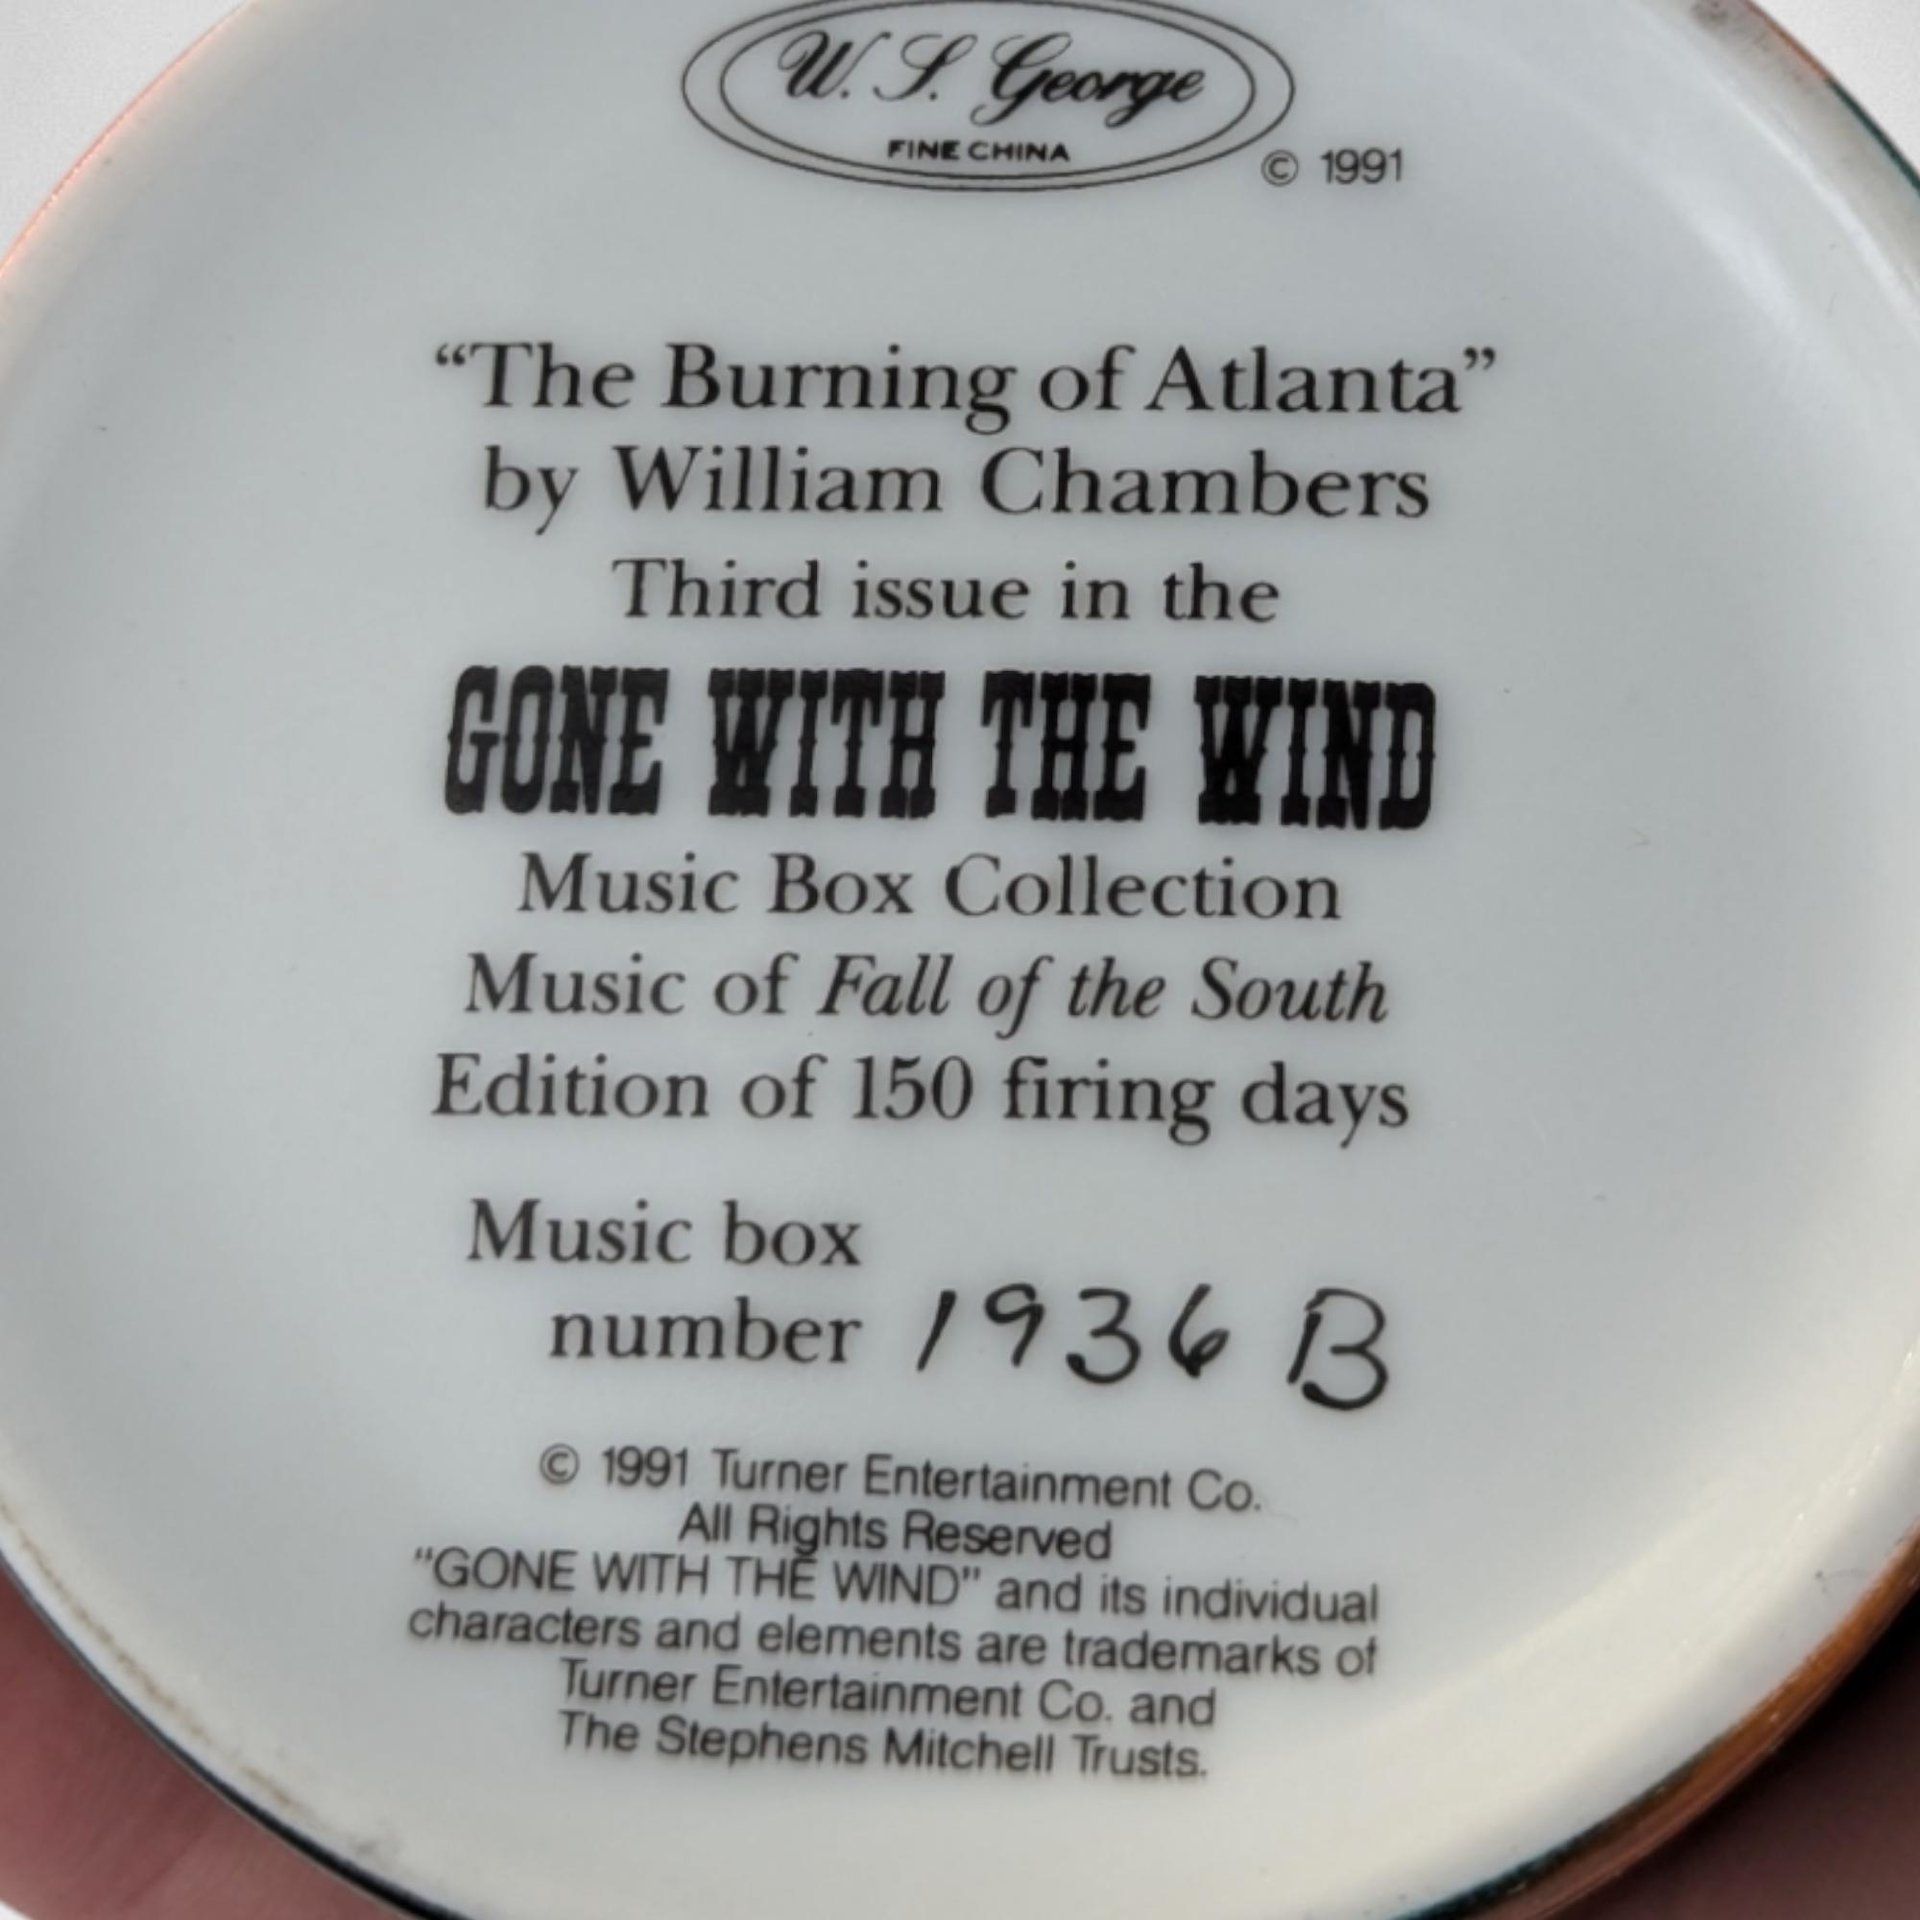 W. S. George
FINE CHINA
© 1991
“The Burning of Atlanta”
by William Chambers
Third issue in the
GONE WITH THE WIND
Music Box Collection
Music of Fall of the South
Edition of 150 firing days
Music box
number 1936 B
© 1991 Turner Entertainment Co.
All Rights Reserved
"GONE WITH THE WIND" and its individual
characters and elements are trademarks of
Turner Entertainment Co. and
The Stephens Mitchell Trusts.